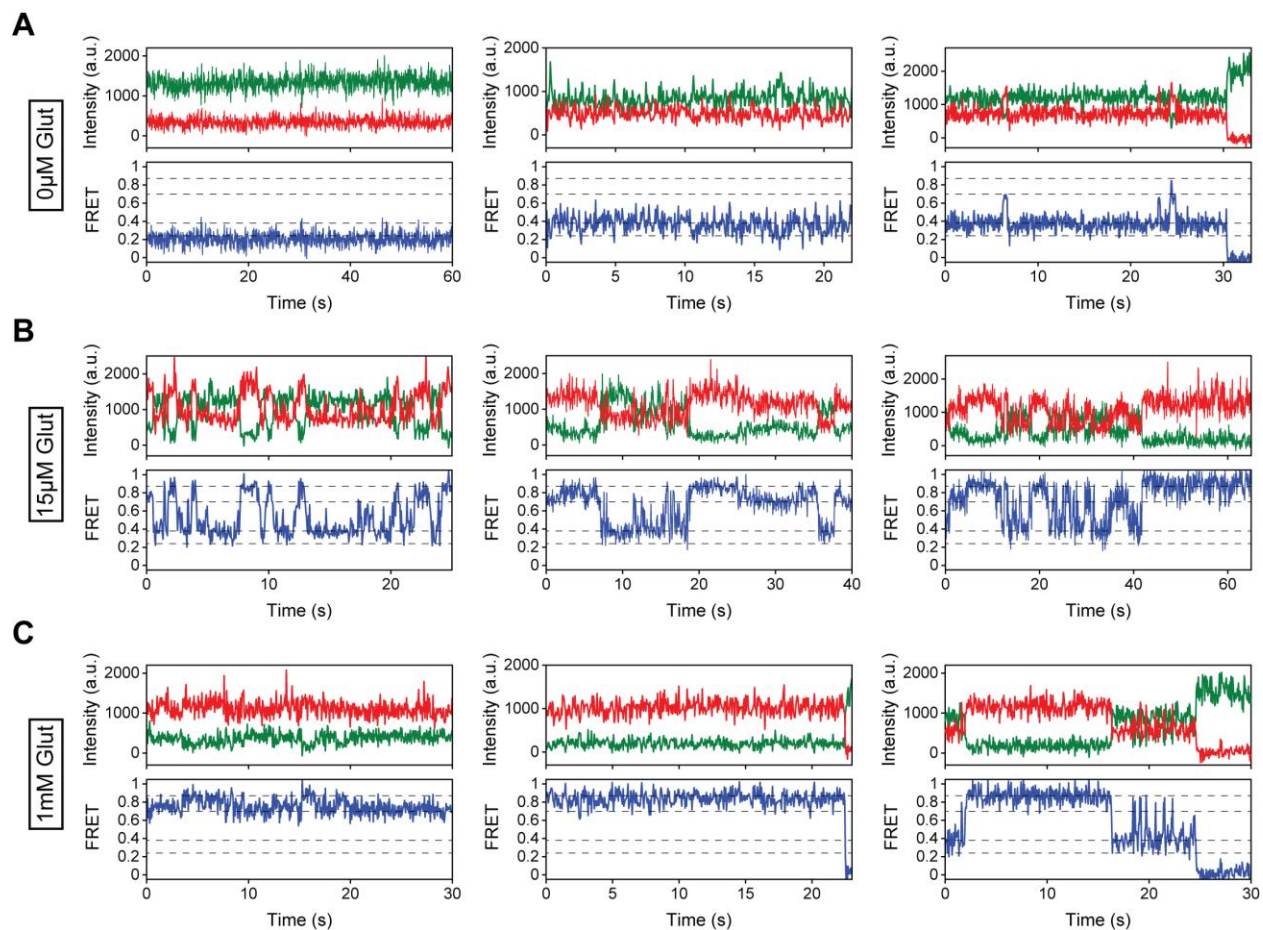 A
0µM Glut
Intensity (a.u.)
2000
1000
0
FRET
1
0.8
0.6
0.4
0.2
0
0 20 40 60
Time (s)
Intensity (a.u.)
2000
1000
0
FRET
1
0.8
0.6
0.4
0.2
0
0 5 10 15 20
Time (s)
Intensity (a.u.)
2000
1000
0
FRET
1
0.8
0.6
0.4
0.2
0
0 10 20 30
Time (s)
B
15µM Glut
Intensity (a.u.)
2000
1000
0
FRET
1
0.8
0.6
0.4
0.2
0
0 10 20
Time (s)
Intensity (a.u.)
2000
1000
0
FRET
1
0.8
0.6
0.4
0.2
0
0 10 20 30 40
Time (s)
Intensity (a.u.)
2000
1000
0
FRET
1
0.8
0.6
0.4
0.2
0
0 20 40 60
Time (s)
C
1mM Glut
Intensity (a.u.)
2000
1000
0
FRET
1
0.8
0.6
0.4
0.2
0
0 10 20 30
Time (s)
Intensity (a.u.)
2000
1000
0
FRET
1
0.8
0.6
0.4
0.2
0
0 5 10 15 20
Time (s)
Intensity (a.u.)
2000
1000
0
FRET
1
0.8
0.6
0.4
0.2
0
0 10 20 30
Time (s)